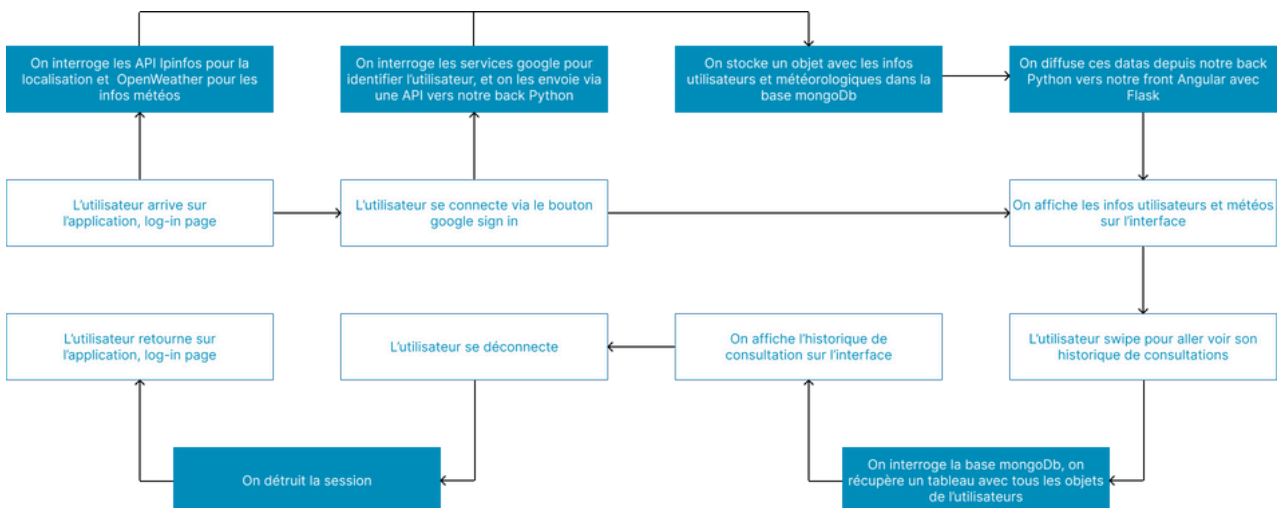 On interroge les API Ipinfos pour la
localisation et OpenWeather pour les
infos météos
On interroge les services google pour
identifier l'utilisateur, et on les envoie via
une API vers notre back Python
On stocke un objet avec les infos
utilisateurs et météorologiques dans la
base mongoDb
On diffuse ces datas depuis notre back
Python vers notre front Angular avec
Flask
L'utilisateur arrive sur
l'application, log-in page
L'utilisateur se connecte via le bouton
google sign in
On affiche les infos utilisateurs et météos
sur l'interface
L'utilisateur retourne sur
l'application, log-in page
L'utilisateur se déconnecte
On affiche l'historique de
consultation sur l'interface
L'utilisateur swipe pour aller voir son
historique de consultations
On détruit la session
On interroge la base mongoDb, on
récupère un tableau avec tous les objets
de l'utilisateurs